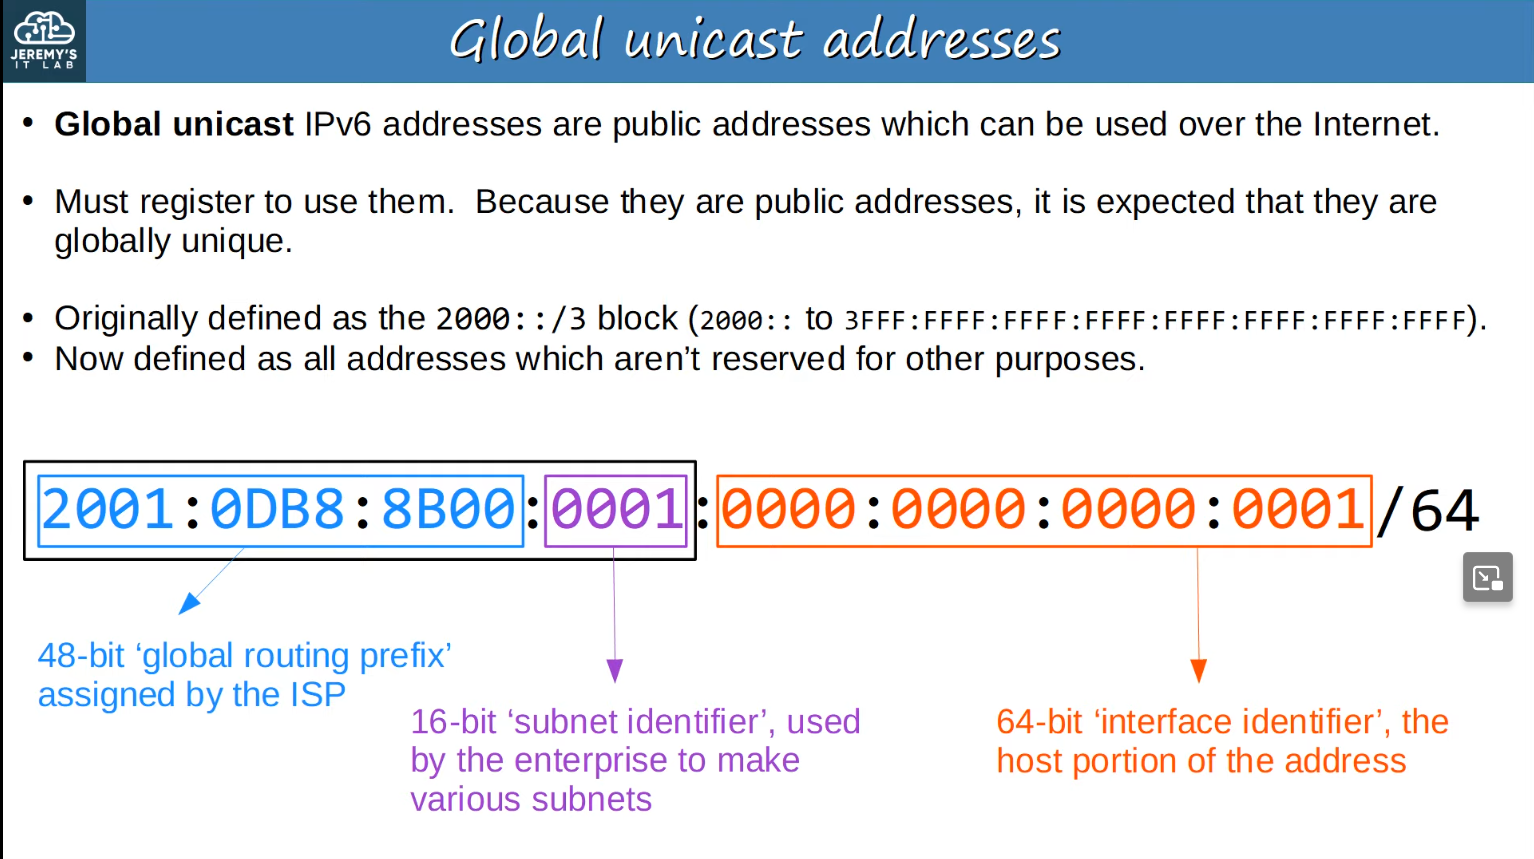 JEREMY'S
IT LAB
Global unicast addresses
• Global unicast IPv6 addresses are public addresses which can be used over the Internet.
• Must register to use them.  Because they are public addresses, it is expected that they are
globally unique.
• Originally defined as the 2000::/3 block (2000:: to 3FFF:FFFF:FFFF:FFFF:FFFF:FFFF:FFFF:FFFF).
• Now defined as all addresses which aren’t reserved for other purposes.
2001:0DB8:8B00:0001:0000:0000:0000:0001/64
48-bit ‘global routing prefix’
assigned by the ISP
16-bit ‘subnet identifier’, used
by the enterprise to make
various subnets
64-bit ‘interface identifier’, the
host portion of the address